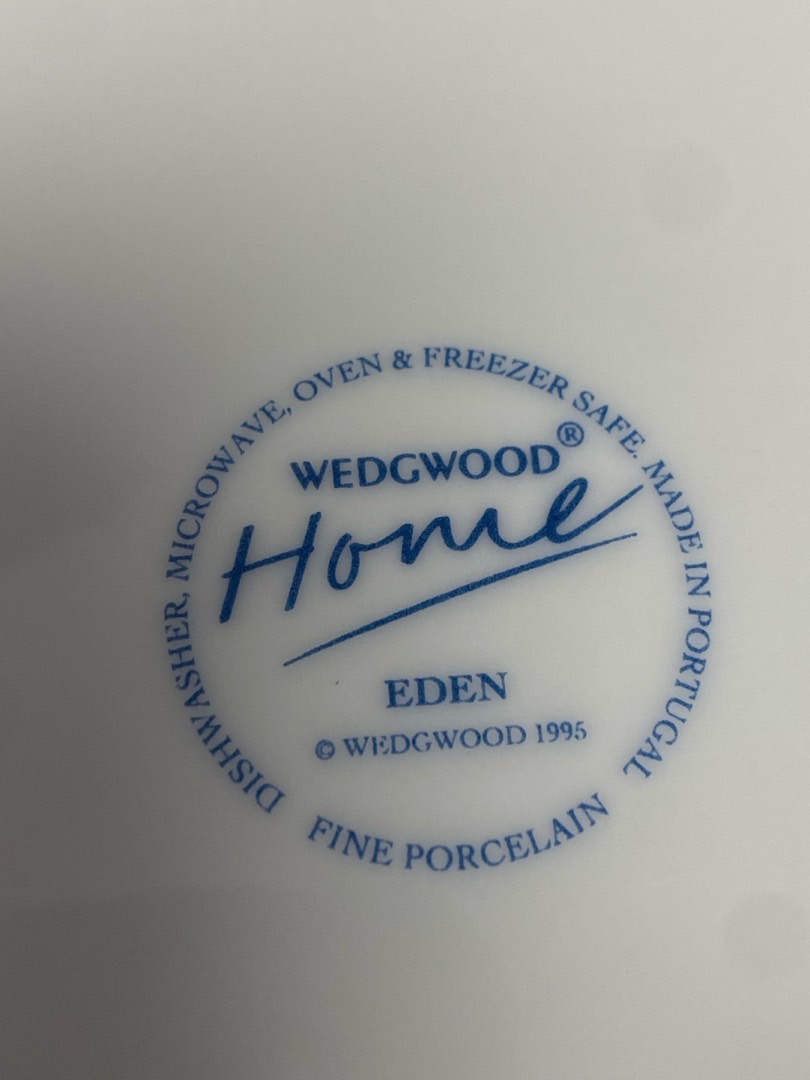 DISHWASHER, MICROWAVE, OVEN & FREEZER SAFE. MADE IN PORTUGAL
WEDGWOOD®
Home
EDEN
© WEDGWOOD 1995
FINE PORCELAIN